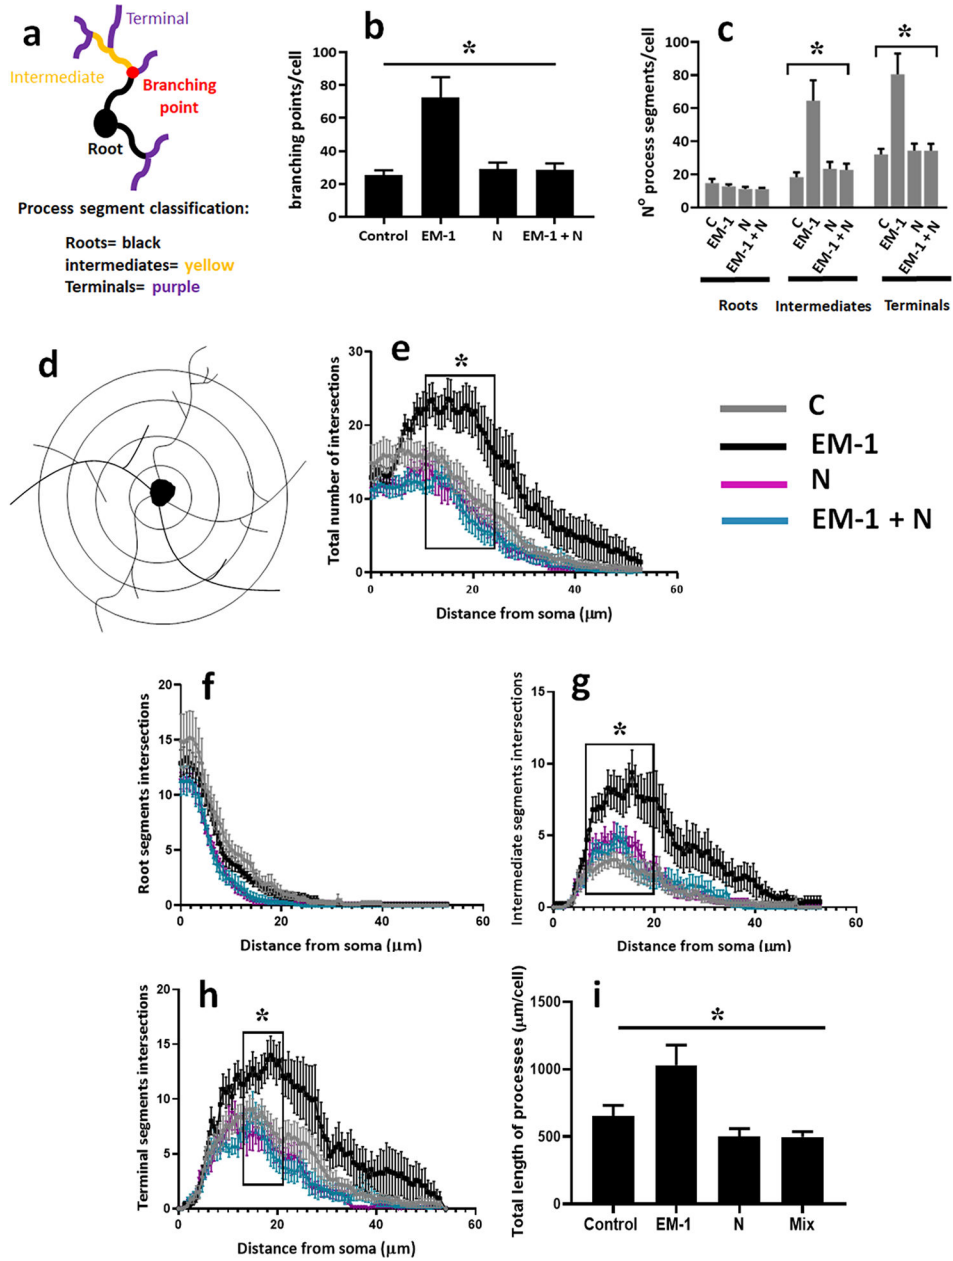 a
Terminal
Intermediate
Branching
point
Root
Process segment classification:
Roots= black
intermediates= yellow
Terminals= purple
b
*
branching points/cell
100
80
60
40
20
0
Control EM-1 N EM-1 + N
c
* *
Nº process segments/cell
100
80
60
40
20
0
C EM-1 N EM-1 + N C EM-1 N EM-1 + N C EM-1 N EM-1 + N
Roots Intermediates Terminals
d
e
*
Total number of intersections
30
20
10
0
0 20 40 60
Distance from soma (μm)
C
EM-1
N
EM-1 + N
f
Root segments intersections
20
15
10
5
0
0 20 40 60
Distance from soma (μm)
g
*
Intermediate segments intersections
15
10
5
0
0 20 40 60
Distance from soma (μm)
h
*
Terminal segments intersections
20
15
10
5
0
0 20 40 60
Distance from soma (μm)
i
*
Total length of processes (μm/cell)
1500
1000
500
0
Control EM-1 N Mix